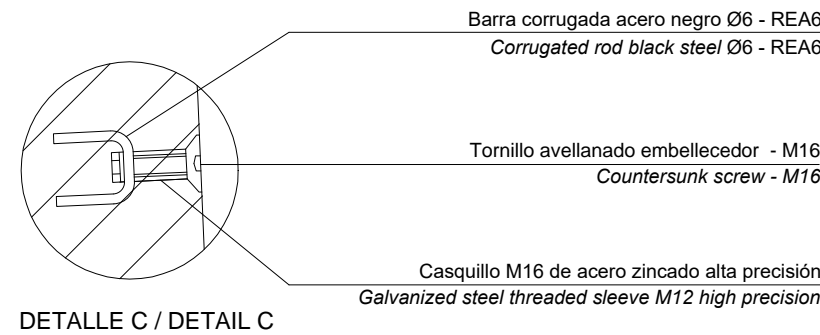 Barra corrugada acero negro Ø6 - REA6
Corrugated rod black steel Ø6 - REA6
Tornillo avellanado embellecedor - M16
Countersunk screw - M16
Casquillo M16 de acero zincado alta precisión
Galvanized steel threaded sleeve M12 high precision
DETALLE C / DETAIL C